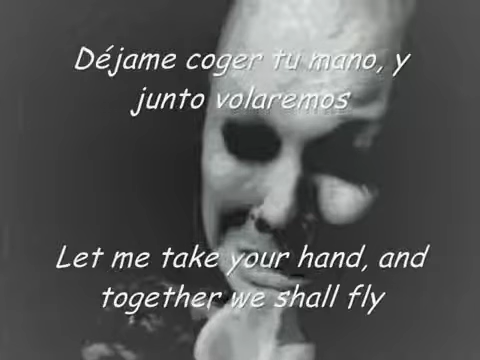 Déjame coger tu mano, y
junto volaremos
Let me take your hand, and
together we shall fly